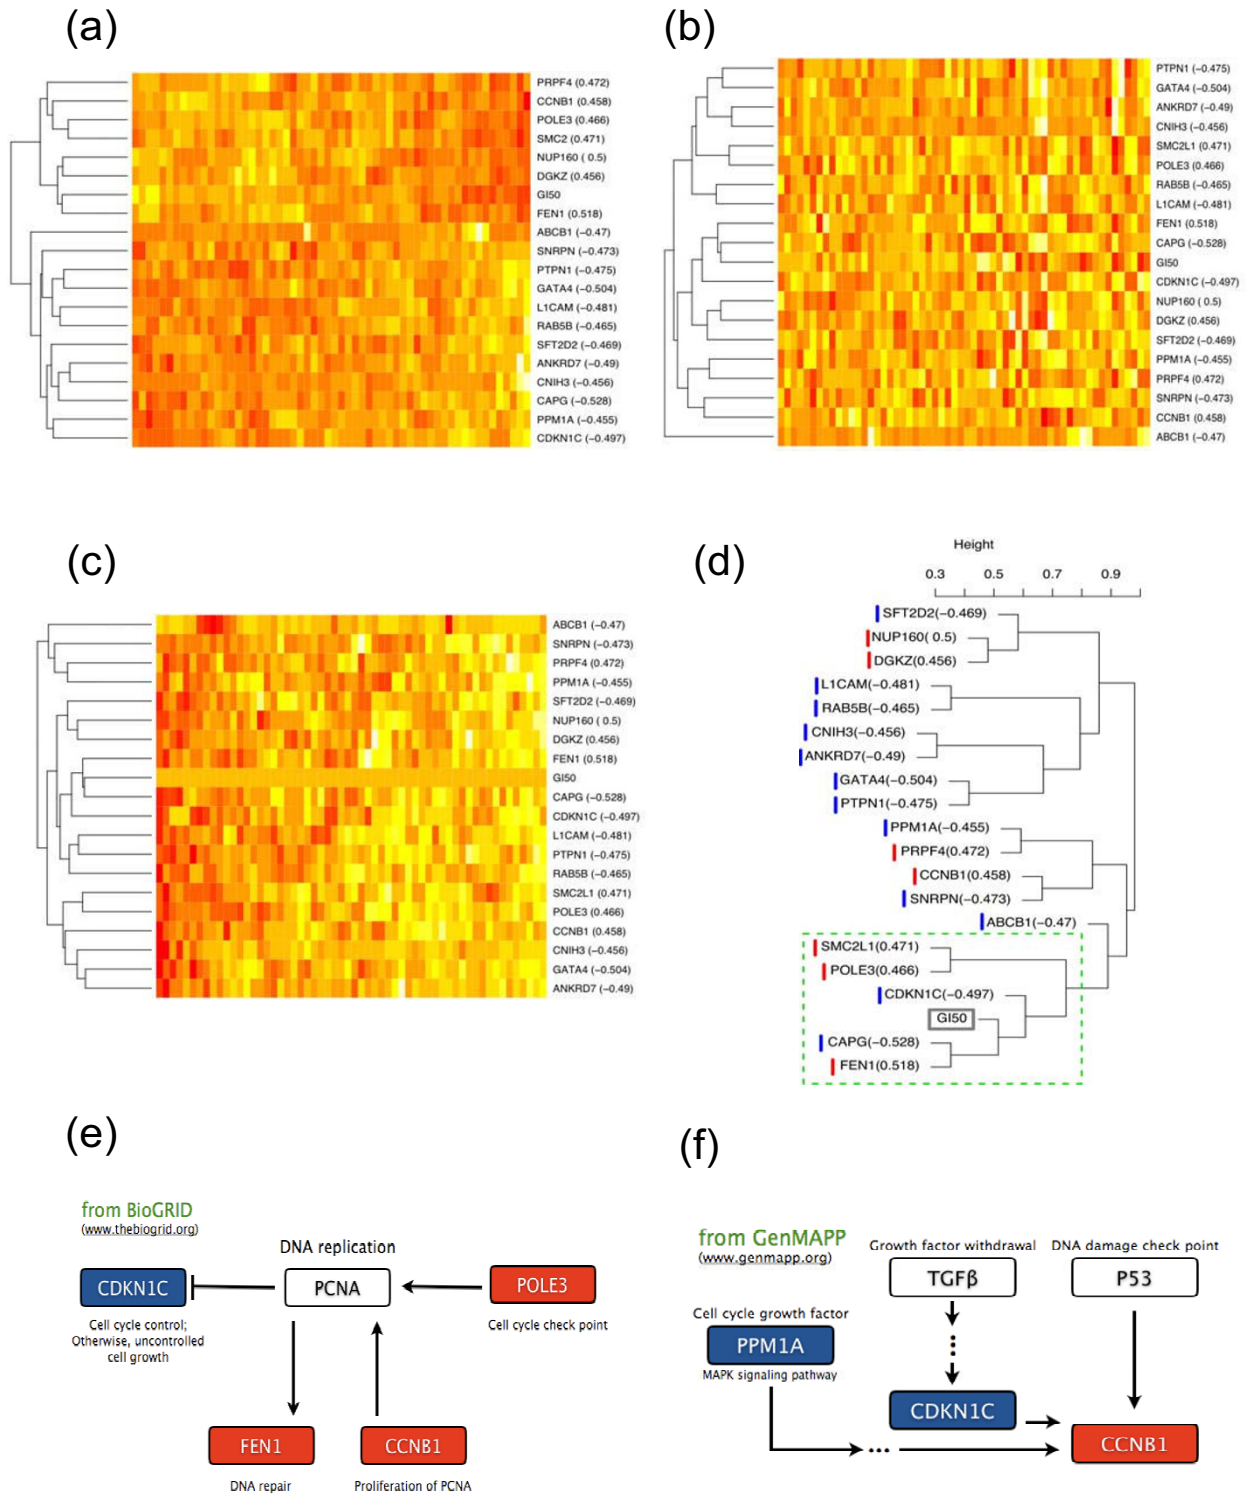 (a)
PRPF4 (0.472)
CCNB1 (0.458)
POLE3 (0.466)
SMC2 (0.471)
NUP160 ( 0.5)
DGKZ (0.456)
GI50
FEN1 (0.518)
ABCB1 (−0.47)
SNRPN (−0.473)
PTPN1 (−0.475)
GATA4 (−0.504)
L1CAM (−0.481)
RAB5B (−0.465)
SFT2D2 (−0.469)
ANKRD7 (−0.49)
CNIH3 (−0.456)
CAPG (−0.528)
PPM1A (−0.455)
CDKN1C (−0.497)
(b)
PTPN1 (−0.475)
GATA4 (−0.504)
ANKRD7 (−0.49)
CNIH3 (−0.456)
SMC2L1 (0.471)
POLE3 (0.466)
RAB5B (−0.465)
L1CAM (−0.481)
FEN1 (0.518)
CAPG (−0.528)
GI50
CDKN1C (−0.497)
NUP160 ( 0.5)
DGKZ (0.456)
SFT2D2 (−0.469)
PPM1A (−0.455)
PRPF4 (0.472)
SNRPN (−0.473)
CCNB1 (0.458)
ABCB1 (−0.47)
(c)
ABCB1 (−0.47)
SNRPN (−0.473)
PRPF4 (0.472)
PPM1A (−0.455)
SFT2D2 (−0.469)
NUP160 ( 0.5)
DGKZ (0.456)
FEN1 (0.518)
GI50
CAPG (−0.528)
CDKN1C (−0.497)
L1CAM (−0.481)
PTPN1 (−0.475)
RAB5B (−0.465)
SMC2L1 (0.471)
POLE3 (0.466)
CCNB1 (0.458)
CNIH3 (−0.456)
GATA4 (−0.504)
ANKRD7 (−0.49)
(d)
Height
0.3 0.5 0.7 0.9
SFT2D2(−0.469)
NUP160( 0.5)
DGKZ(0.456)
L1CAM(−0.481)
RAB5B(−0.465)
CNIH3(−0.456)
ANKRD7(−0.49)
GATA4(−0.504)
PTPN1(−0.475)
PPM1A(−0.455)
PRPF4(0.472)
CCNB1(0.458)
SNRPN(−0.473)
ABCB1(−0.47)
SMC2L1(0.471)
POLE3(0.466)
CDKN1C(−0.497)
GI50
CAPG(−0.528)
FEN1(0.518)
(e)
from BioGRID
(www.thebiogrid.org)
DNA replication
CDKN1C PCNA POLE3
Cell cycle control;
Otherwise, uncontrolled
cell growth
Cell cycle check point
FEN1 CCNB1
DNA repair Proliferation of PCNA
(f)
from GenMAPP
(www.genmapp.org)
Growth factor withdrawal DNA damage check point
TGFβ P53
Cell cycle growth factor
PPM1A
MAPK signaling pathway
CDKN1C
CCNB1